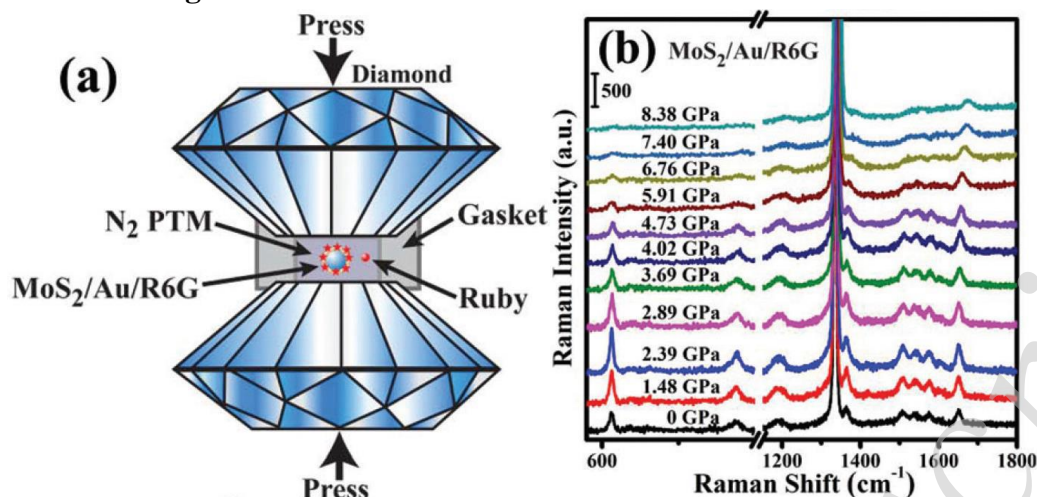 (a)
Press
Diamond
N₂ PTM
Gasket
MoS₂/Au/R6G
Ruby
Press
(b)
MoS₂/Au/R6G
500
8.38 GPa
7.40 GPa
6.76 GPa
5.91 GPa
4.73 GPa
4.02 GPa
3.69 GPa
2.89 GPa
2.39 GPa
1.48 GPa
0 GPa
Raman Intensity (a.u.)
600 1200 1400 1600 1800
Raman Shift (cm⁻¹)